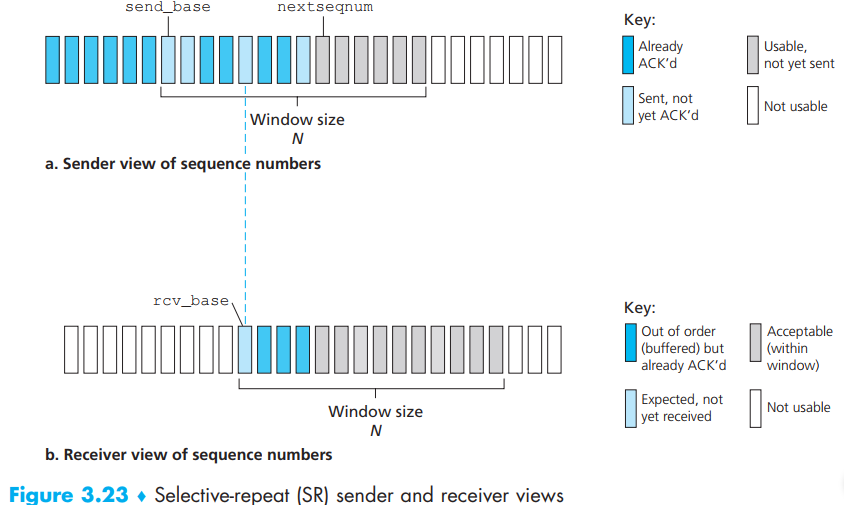 send_base nextseqnum
Key:
Already
ACK'd
Usable,
not yet sent
Sent, not
yet ACK'd
Not usable
Window size
N
a. Sender view of sequence numbers
rcv_base
Key:
Out of order
(buffered) but
already ACK'd
Acceptable
(within
window)
Expected, not
yet received
Not usable
Window size
N
b. Receiver view of sequence numbers
Figure 3.23 ♦ Selective-repeat (SR) sender and receiver views